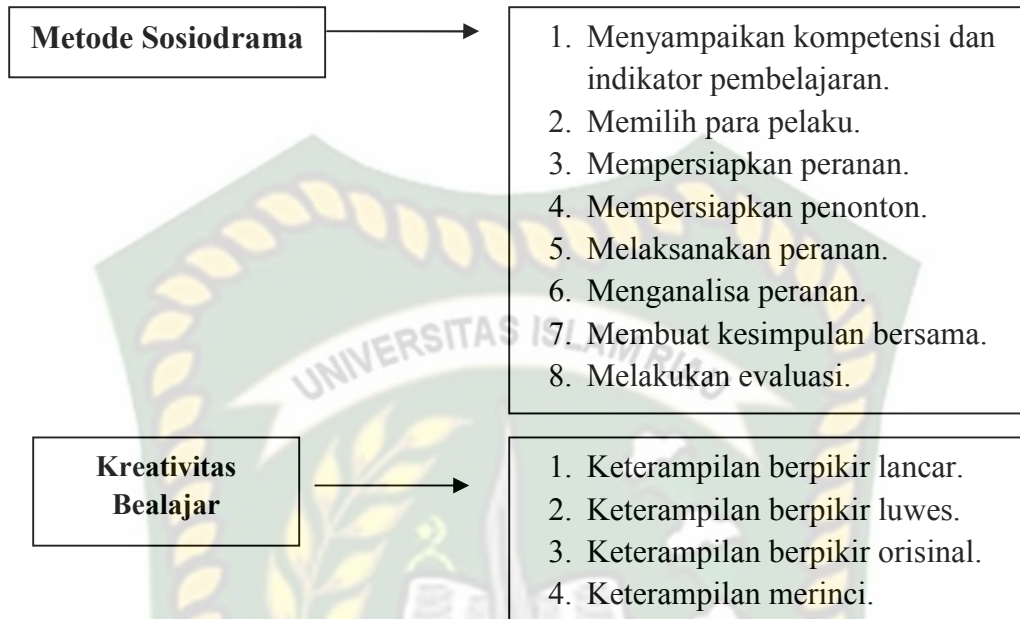 Metode Sosiodrama
1. Menyampaikan kompetensi dan
indikator pembelajaran.
2. Memilih para pelaku.
3. Mempersiapkan peranan.
4. Mempersiapkan penonton.
5. Melaksanakan peranan.
6. Menganalisa peranan.
7. Membuat kesimpulan bersama.
8. Melakukan evaluasi.
UNIVERSITAS ISLAM RIAU
Kreativitas
Bealajar
1. Keterampilan berpikir lancar.
2. Keterampilan berpikir luwes.
3. Keterampilan berpikir orisinal.
4. Keterampilan merinci.